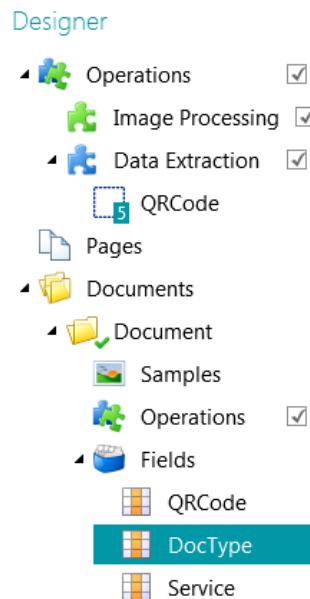 Designer
Operations
Image Processing
Data Extraction
5 QRCode
Pages
Documents
Document
Samples
Operations
Fields
QRCode
DocType
Service